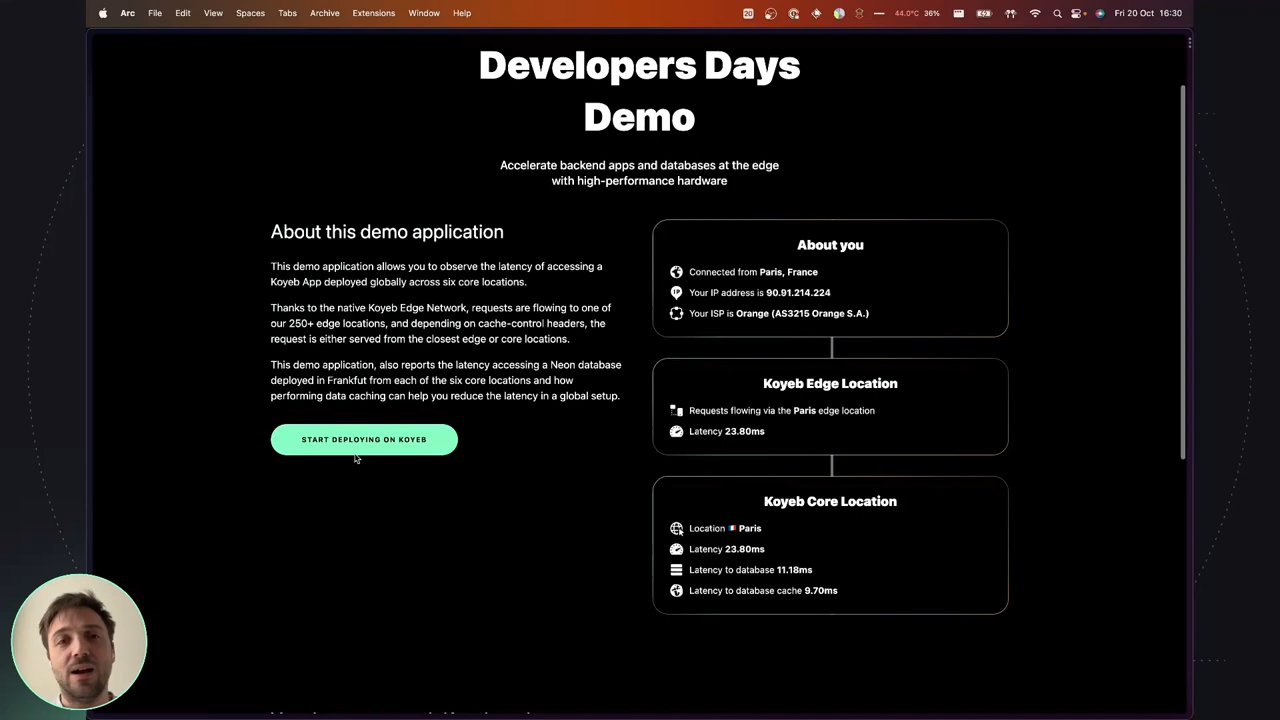 Arc File Edit View Spaces Tabs Archive Extensions Window Help 20 44.0°C 36% Fri 20 Oct 16:30
Developers Days
Demo
Accelerate backend apps and databases at the edge
with high-performance hardware
About this demo application
This demo application allows you to observe the latency of accessing a
Koyeb App deployed globally across six core locations.
Thanks to the native Koyeb Edge Network, requests are flowing to one of
our 250+ edge locations, and depending on cache-control headers, the
request is either served from the closest edge or core locations.
This demo application, also reports the latency accessing a Neon database
deployed in Frankfut from each of the six core locations and how
performing data caching can help you reduce the latency in a global setup.
START DEPLOYING ON KOYEB
About you
Connected from Paris, France
IP Your IP address is 90.91.214.224
Your ISP is Orange (AS3215 Orange S.A.)
Koyeb Edge Location
Requests flowing via the Paris edge location
Latency 23.80ms
Koyeb Core Location
Location 🇫🇷 Paris
Latency 23.80ms
Latency to database 11.18ms
Latency to database cache 9.70ms